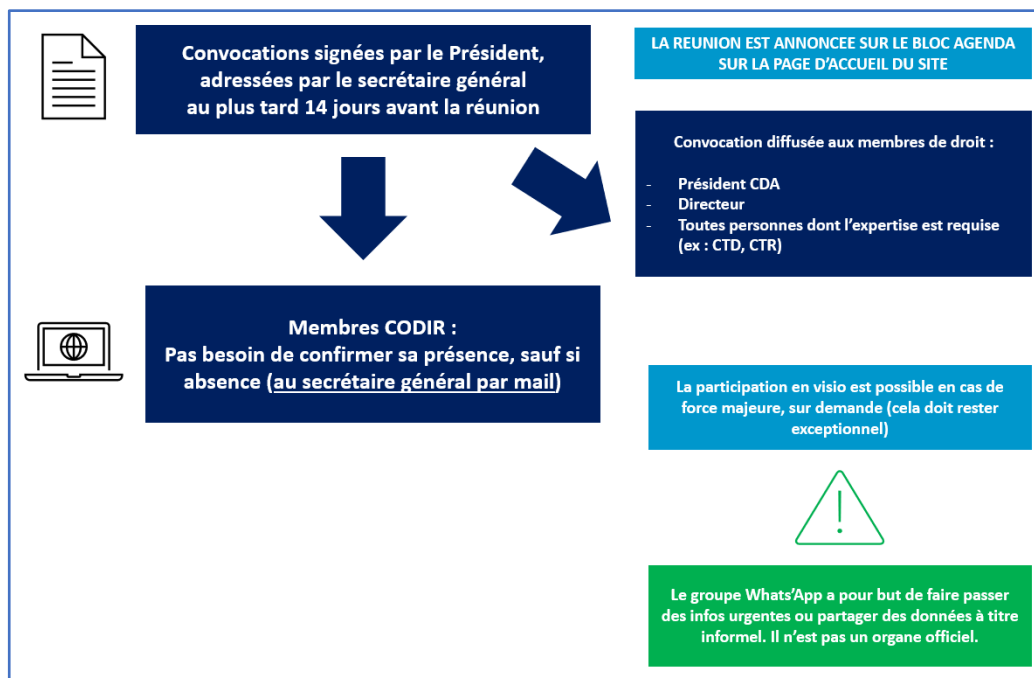 Convocations signées par le Président,
adressées par le secrétaire général
au plus tard 14 jours avant la réunion
LA REUNION EST ANNONCEE SUR LE BLOC AGENDA
SUR LA PAGE D'ACCUEIL DU SITE
Convocation diffusée aux membres de droit :
- Président CDA
- Directeur
- Toutes personnes dont l'expertise est requise
(ex : CTD, CTR)
Membres CODIR :
Pas besoin de confirmer sa présence, sauf si
absence (au secrétaire général par mail)
La participation en visio est possible en cas de
force majeure, sur demande (cela doit rester
exceptionnel)
Le groupe Whats'App a pour but de faire passer
des infos urgentes ou partager des données à titre
informel. Il n'est pas un organe officiel.